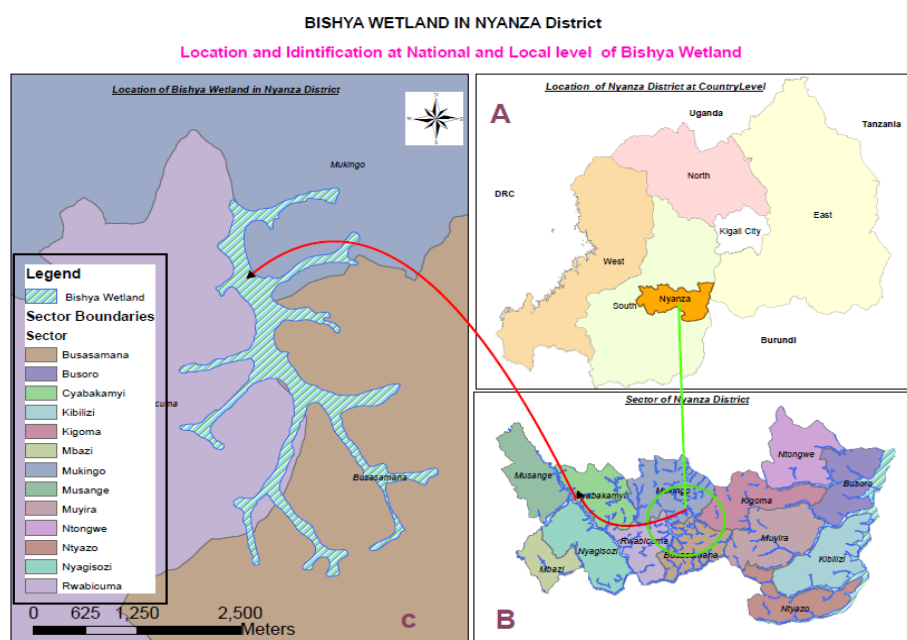 BISHYA WETLAND IN NYANZA District
Location and Idintification at National and Local level of Bishya Wetland
Location of Bishya Wetland in Nyanza District
N
W
E
S
Mukingo
Busasamana
cuma
Legend
Bishya Wetland
Sector Boundaries
Sector
Busasamana
Busoro
Cyabakamyi
Kibilizi
Kigoma
Mbazi
Mukingo
Musange
Muyira
Ntongwe
Ntyazo
Nyagisozi
Rwabicuma
0 625 1,250 2,500
Meters
C
Location of Nyanza District at CountryLevel
A
Uganda
Tanzania
DRC
North
East
Kigali City
West
South
Nyanza
Burundi
Sector of Nyanza District
Ntongwe
Musange
Busoro
Cyabakamyi
Mukingo
Kigoma
Nyagisozi
Rwabicuma
Muyira
Busasamana
Kibilizi
Mbazi
Ntyazo
B